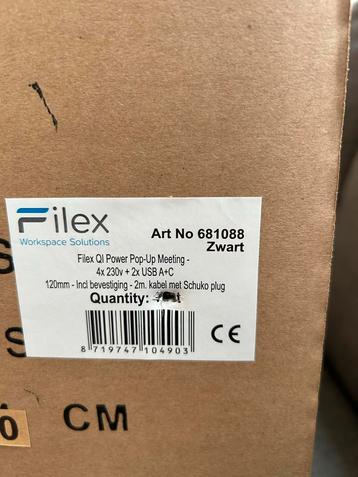 Filex
Workspace Solutions
Art No 681088
Zwart
Filex QI Power Pop-Up Meeting -
4x 230v + 2x USB A+C
120mm - Incl bevestiging - 2m. kabel met Schuko plug
Quantity:
8 719747 104903
CE
S
S
0
CM